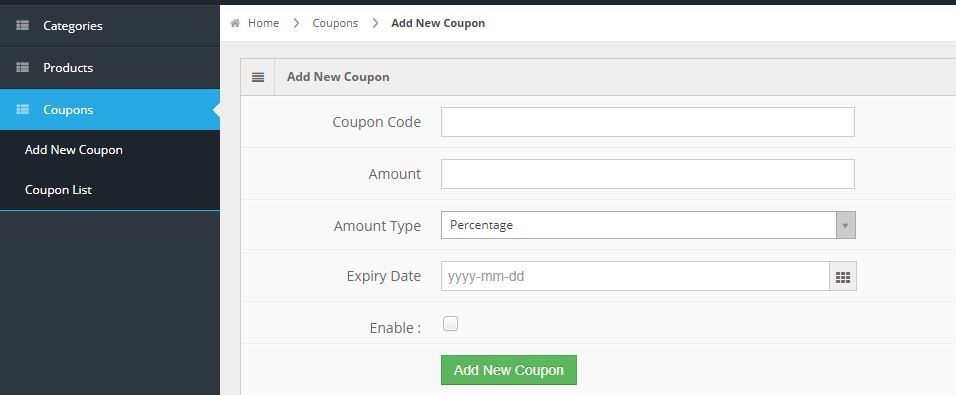 Categories
Products
Coupons
Add New Coupon
Coupon List
Home > Coupons > Add New Coupon
Add New Coupon
Coupon Code
Amount
Amount Type Percentage
Expiry Date yyyy-mm-dd
Enable :
Add New Coupon